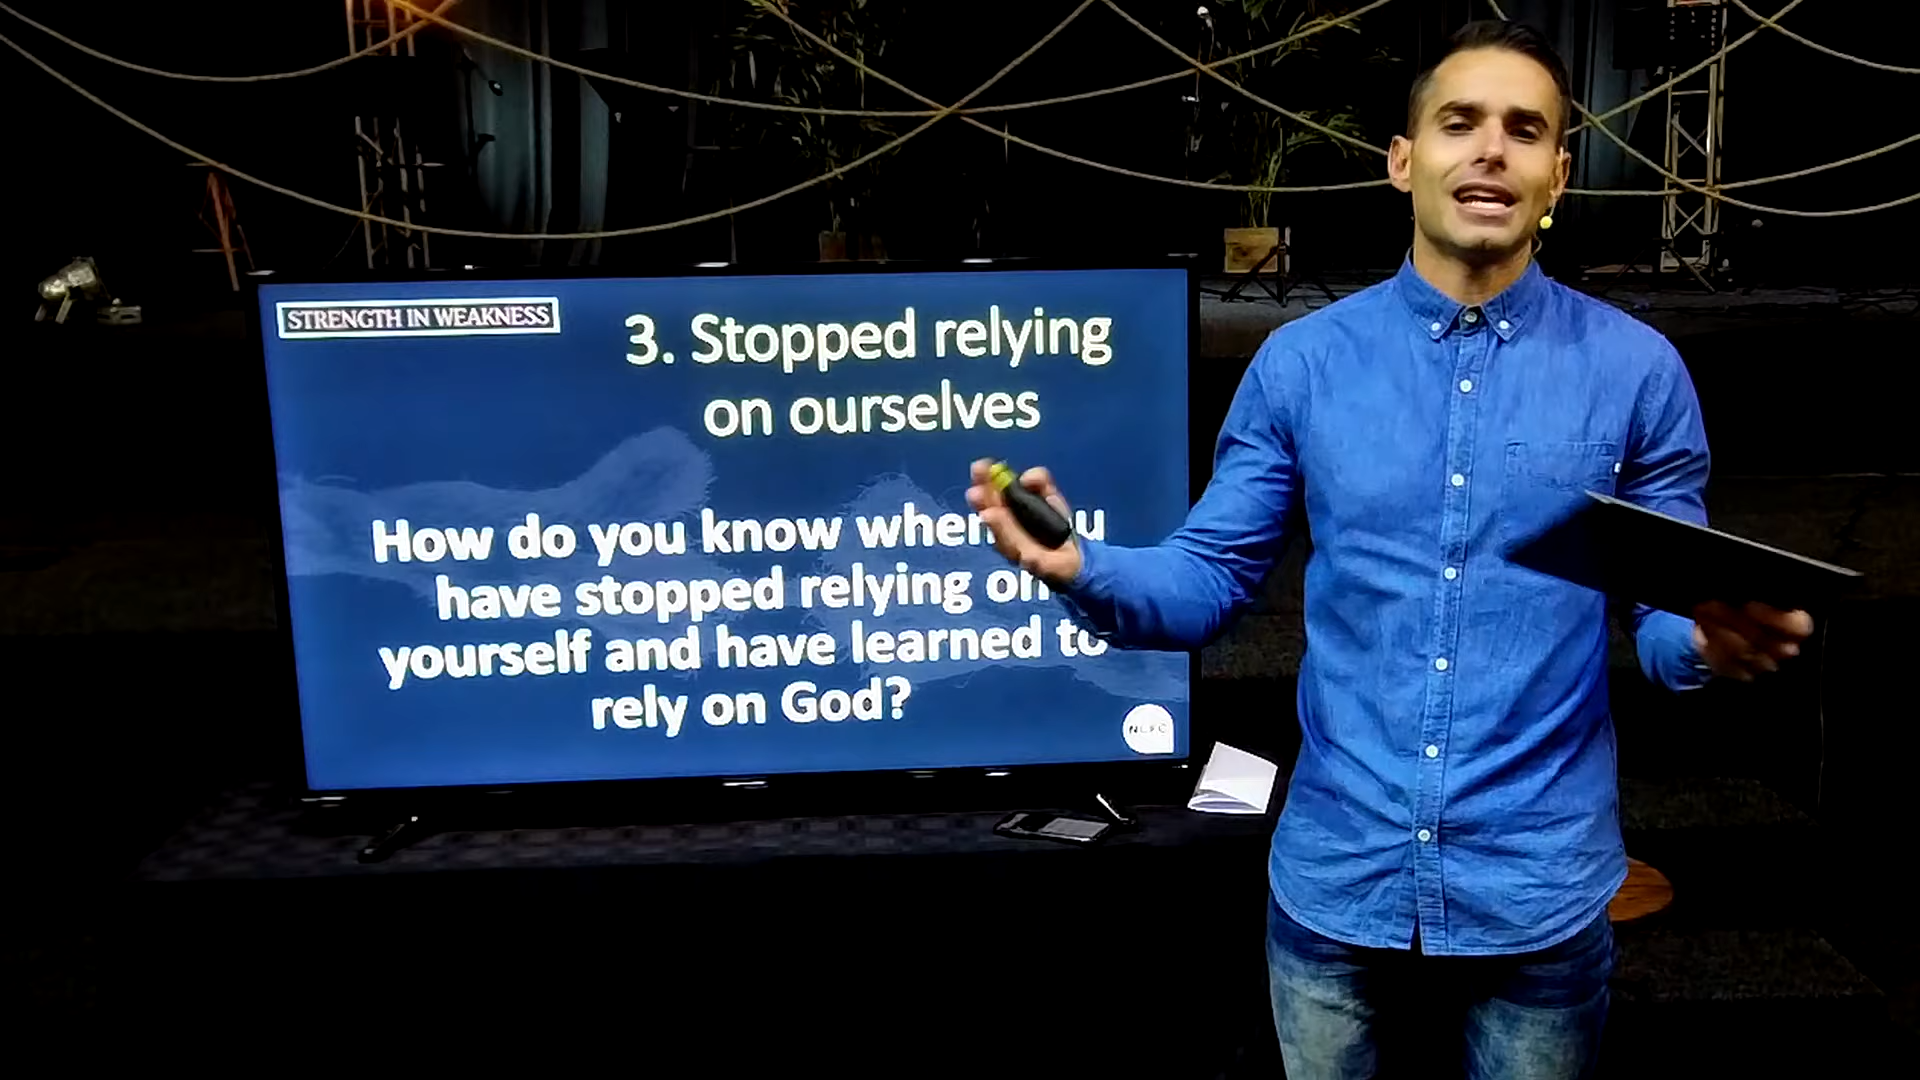 STRENGTH IN WEAKNESS
3. Stopped relying
on ourselves
How do you know when
have stopped relying on
yourself and have learned to
rely on God?
NLFC